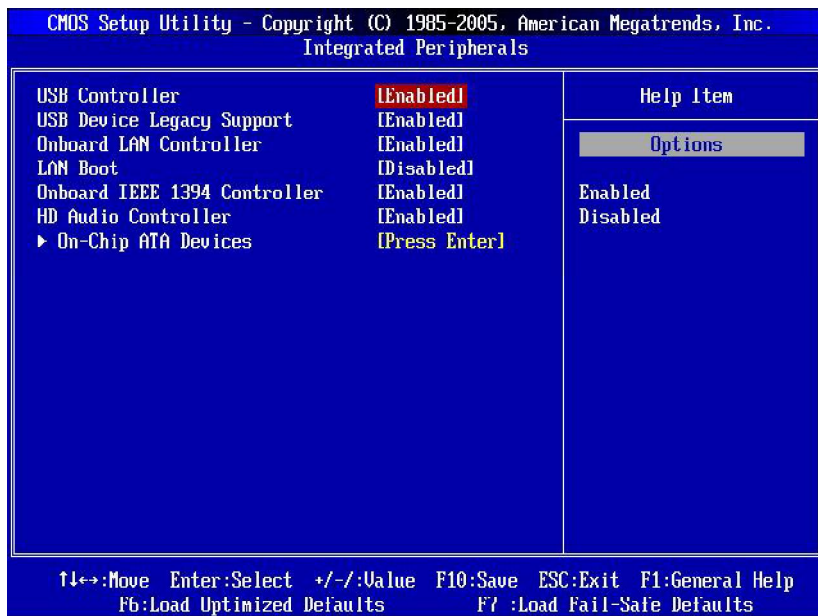 CMOS Setup Utility - Copyright (C) 1985-2005, American Megatrends, Inc.
Integrated Peripherals
USB Controller [Enabled]
USB Device Legacy Support [Enabled]
Onboard LAN Controller [Enabled]
LAN Boot [Disabled]
Onboard IEEE 1394 Controller [Enabled]
HD Audio Controller [Enabled]
▶ On-Chip ATA Devices [Press Enter]
Help Item
Options
Enabled
Disabled
↑↓←→:Move Enter:Select +/-/:Value F10:Save ESC:Exit F1:General Help
F6:Load Optimized Defaults F7 :Load Fail-Safe Defaults